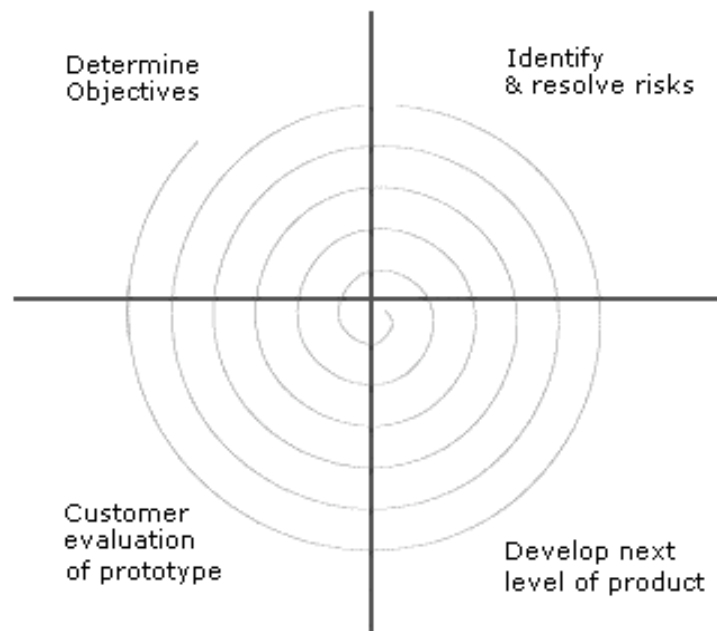 Determine
Objectives
Identify
& resolve risks
Customer
evaluation
of prototype
Develop next
level of product